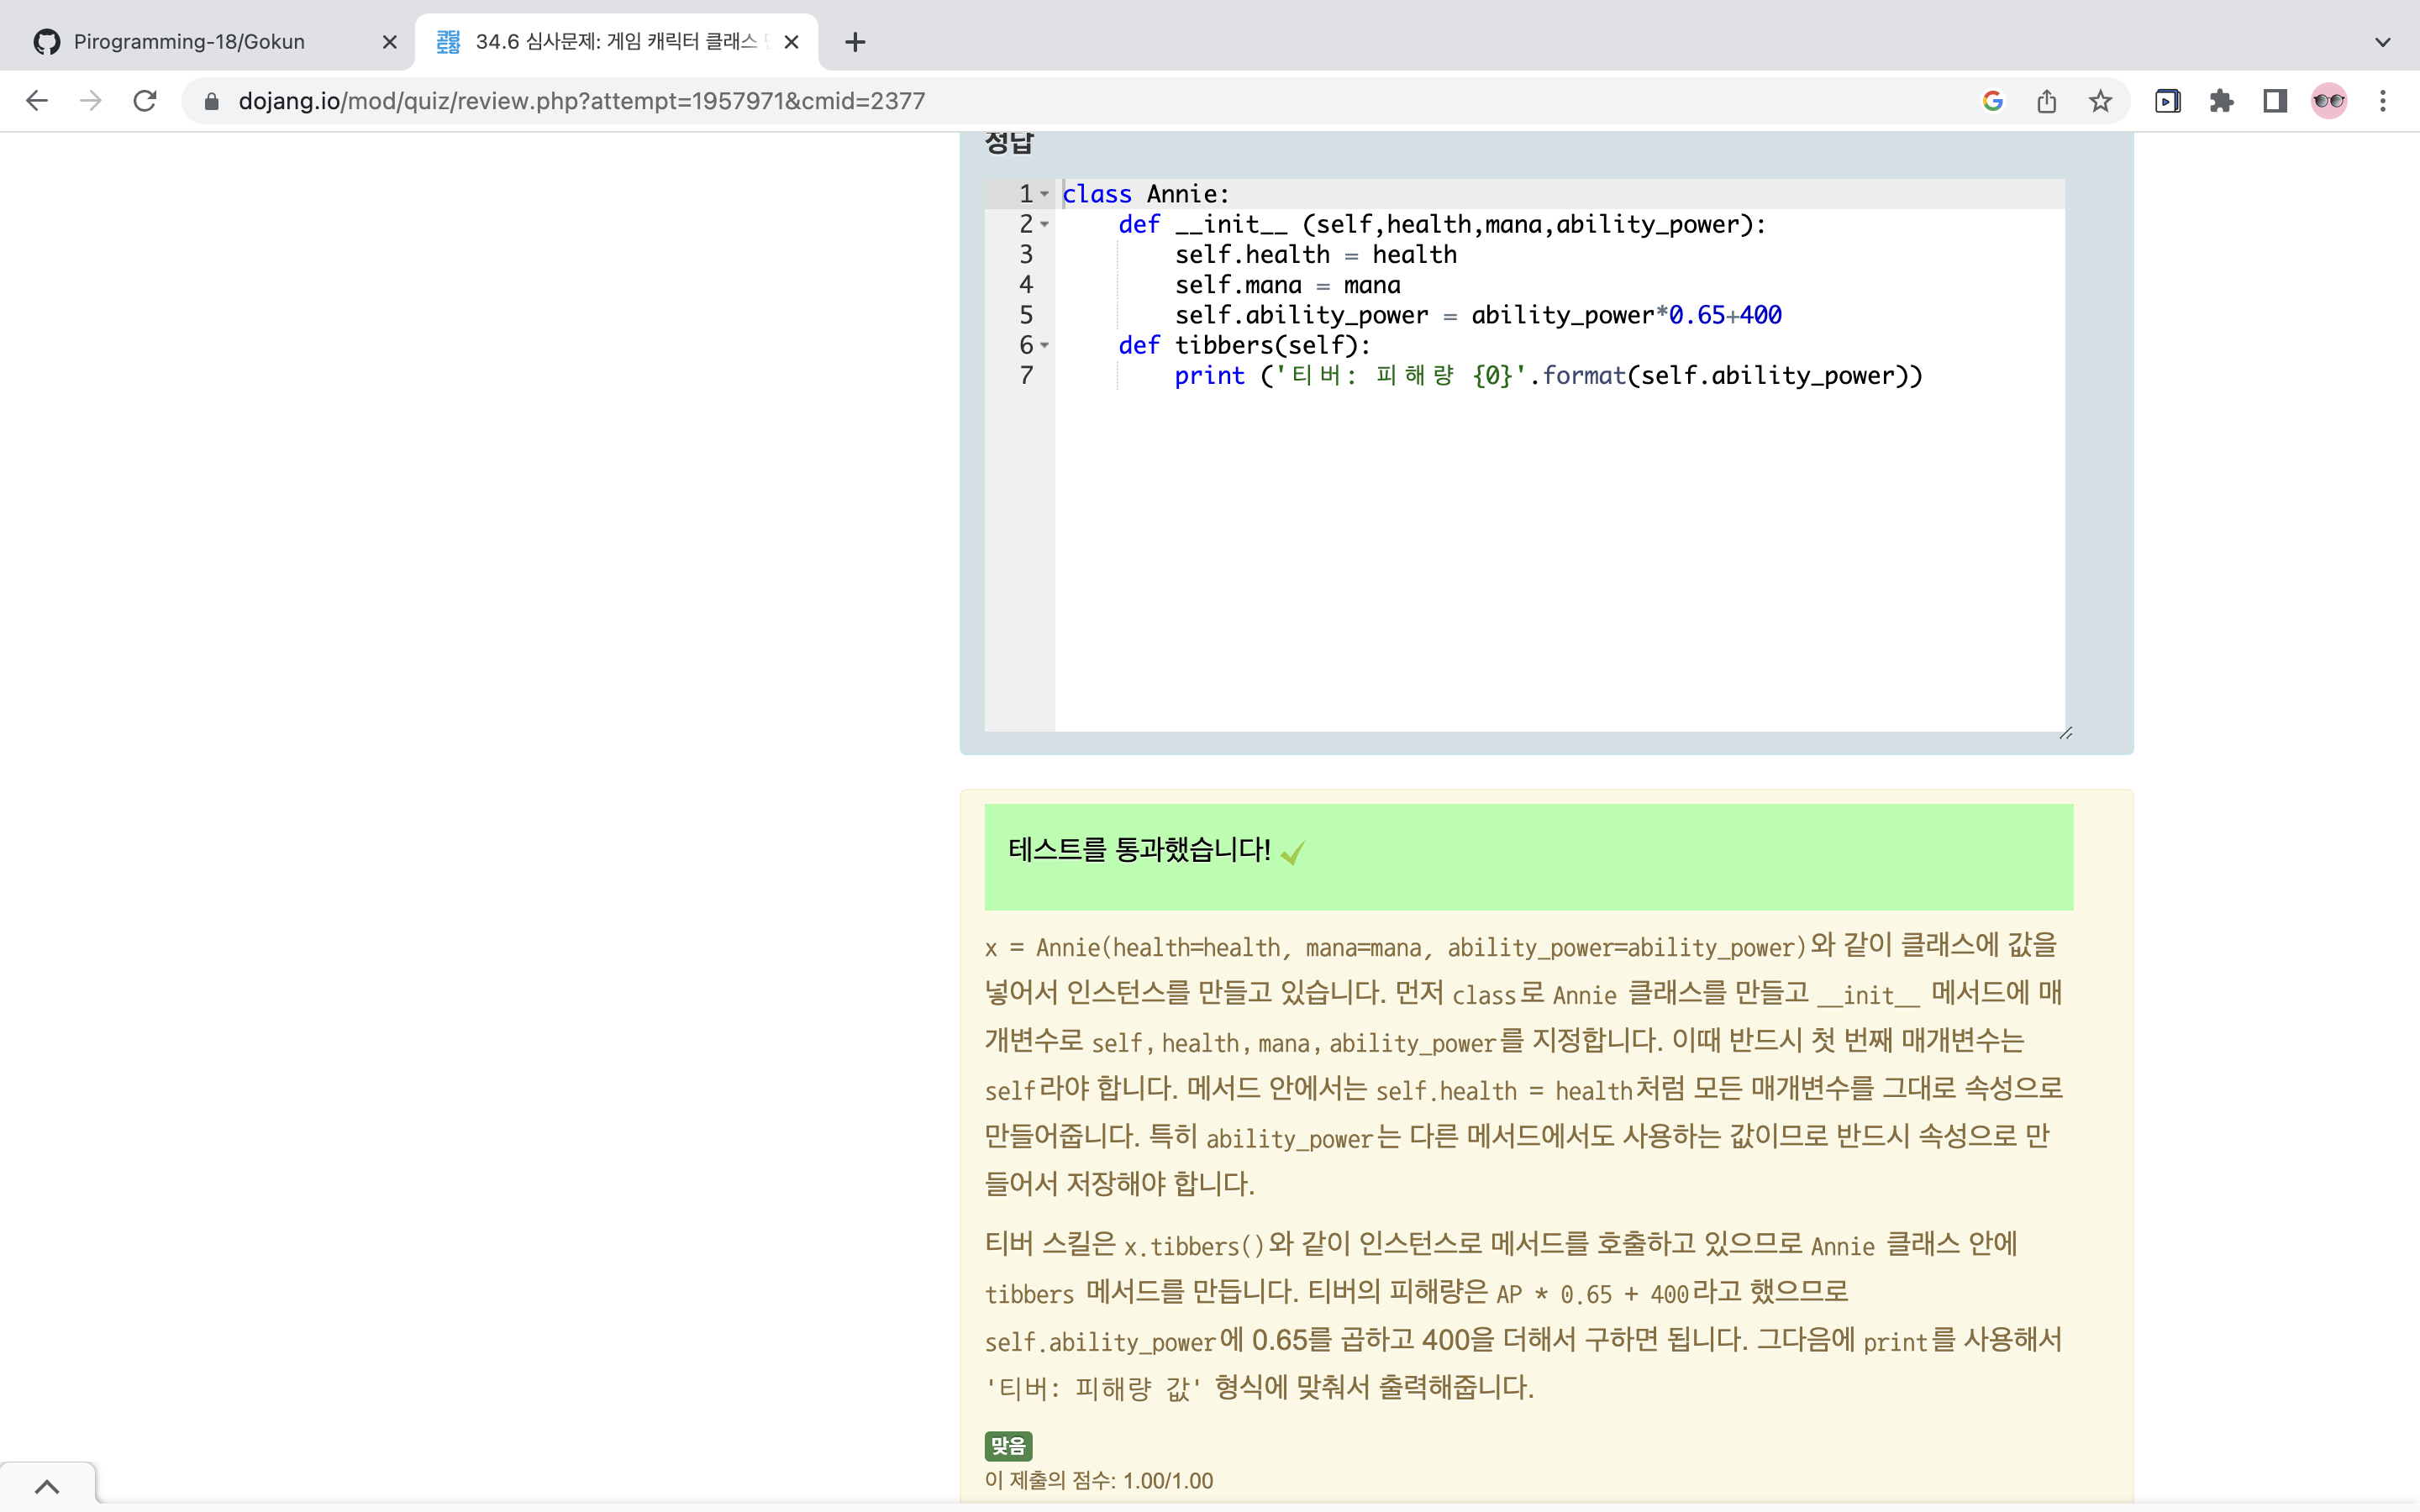 Pirogramming-18/Gokun
34.6 심사문제: 게임 캐릭터 클래스
dojang.io/mod/quiz/review.php?attempt=1957971&cmid=2377
정답
1 class Annie:
2     def __init__ (self,health,mana,ability_power):
3         self.health = health
4         self.mana = mana
5         self.ability_power = ability_power*0.65+400
6     def tibbers(self):
7         print ('티버: 피해량 {0}'.format(self.ability_power))
테스트를 통과했습니다!
x = Annie(health=health, mana=mana, ability_power=ability_power)와 같이 클래스에 값을
넣어서 인스턴스를 만들고 있습니다. 먼저 class로 Annie 클래스를 만들고 __init__ 메서드에 매
개변수로 self, health, mana, ability_power를 지정합니다. 이때 반드시 첫 번째 매개변수는
self라야 합니다. 메서드 안에서는 self.health = health처럼 모든 매개변수를 그대로 속성으로
만들어줍니다. 특히 ability_power는 다른 메서드에서도 사용하는 값이므로 반드시 속성으로 만
들어서 저장해야 합니다.
티버 스킬은 x.tibbers()와 같이 인스턴스로 메서드를 호출하고 있으므로 Annie 클래스 안에
tibbers 메서드를 만듭니다. 티버의 피해량은 AP * 0.65 + 400라고 했으므로
self.ability_power에 0.65를 곱하고 400을 더해서 구하면 됩니다. 그다음에 print를 사용해서
'티버: 피해량 값' 형식에 맞춰서 출력해줍니다.
맞음
이 제출의 점수: 1.00/1.00